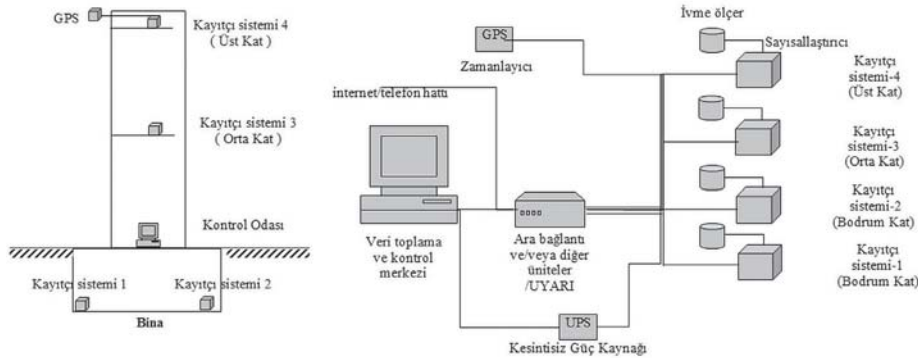 GPS
Kayıtçı sistemi 4
( Üst Kat )
Kayıtçı sistemi 3
( Orta Kat )
Kontrol Odası
Kayıtçı sistemi 1
Kayıtçı sistemi 2
Bina
GPS
Zamanlayıcı
internet/telefon hattı
Veri toplama
ve kontrol
merkezi
Ara bağlantı
ve/veya diğer
üniteler
/UYARI
UPS
Kesintisiz Güç Kaynağı
İvme ölçer
Sayısallaştırıcı
Kayıtçı
sistemi-4
(Üst Kat)
Kayıtçı
sistemi-3
(Orta Kat)
Kayıtçı
sistemi-2
(Bodrum Kat)
Kayıtçı
sistemi-1
(Bodrum Kat)